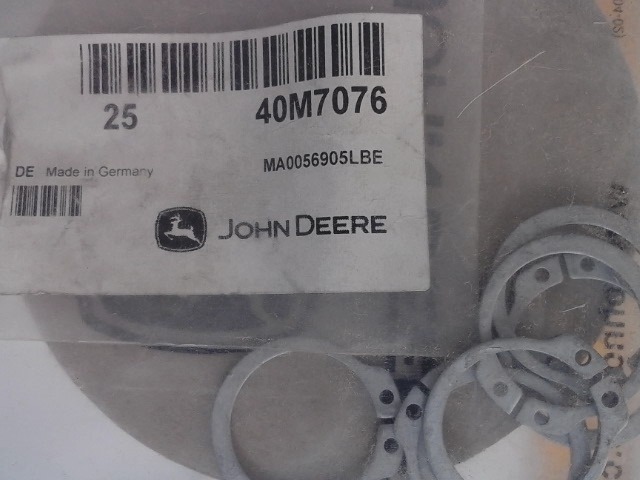 25 40M7076
MA0056905LBE
DE Made in Germany
JOHN DEERE